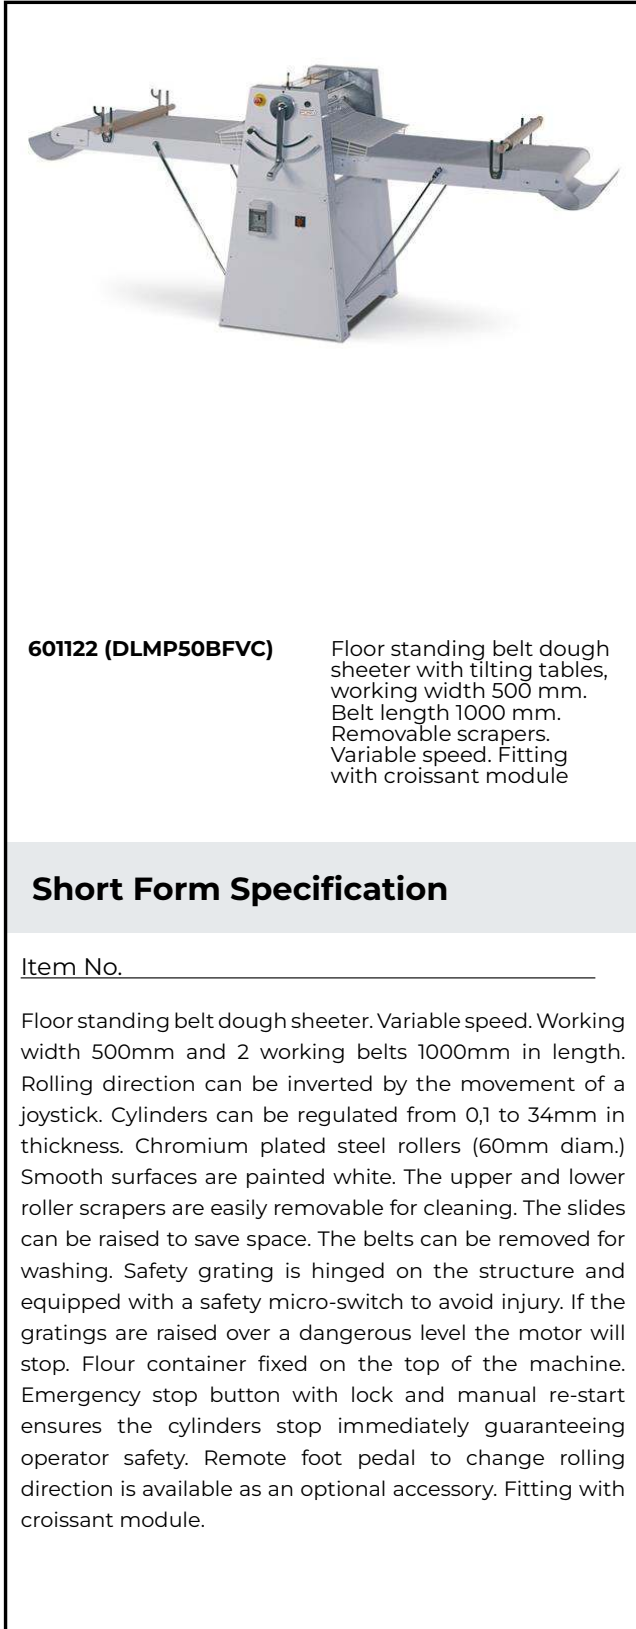 601122 (DLMP50BFVC)
Floor standing belt dough
sheeter with tilting tables,
working width 500 mm.
Belt length 1000 mm.
Removable scrapers.
Variable speed. Fitting
with croissant module
Short Form Specification
Item No.
Floor standing belt dough sheeter. Variable speed. Working
width 500mm and 2 working belts 1000mm in length.
Rolling direction can be inverted by the movement of a
joystick. Cylinders can be regulated from 0,1 to 34mm in
thickness. Chromium plated steel rollers (60mm diam.)
Smooth surfaces are painted white. The upper and lower
roller scrapers are easily removable for cleaning. The slides
can be raised to save space. The belts can be removed for
washing. Safety grating is hinged on the structure and
equipped with a safety micro-switch to avoid injury. If the
gratings are raised over a dangerous level the motor will
stop. Flour container fixed on the top of the machine.
Emergency stop button with lock and manual re-start
ensures the cylinders stop immediately guaranteeing
operator safety. Remote foot pedal to change rolling
direction is available as an optional accessory. Fitting with
croissant module.